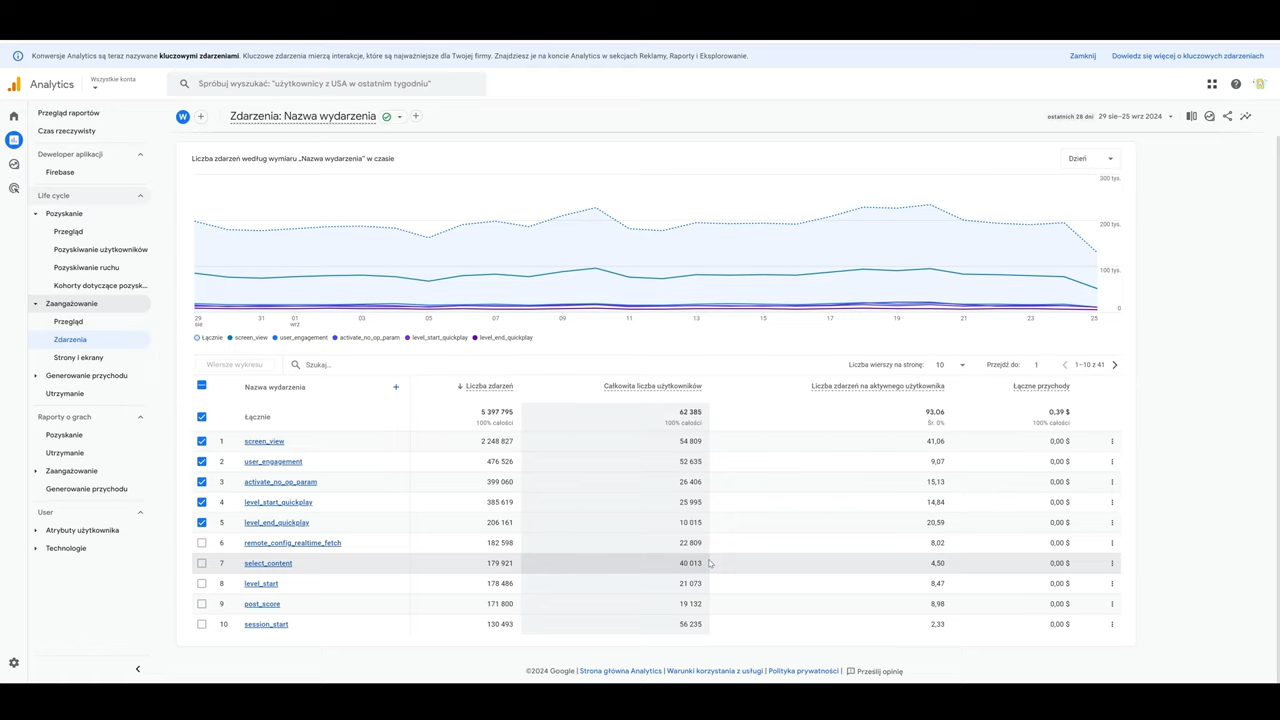 Konwersje Analytics są teraz nazywane kluczowymi zdarzeniami. Kluczowe zdarzenia mierzą interakcje, które są najważniejsze dla Twojej firmy. Znajdziesz je na koncie Analytics w sekcjach Reklamy, Raporty i Eksplorowanie. Zamknij Dowiedz się więcej o kluczowych zdarzeniach
Analytics Wszystkie konta Spróbuj wyszukać: "użytkownicy z USA w ostatnim tygodniu"
Przegląd raportów
Czas rzeczywisty
Deweloper aplikacji
Firebase
Life cycle
Pozyskanie
Przegląd
Pozyskiwanie użytkowników
Pozyskiwanie ruchu
Kohorty dotyczące pozysk...
Zaangażowanie
Przegląd
Zdarzenia
Strony i ekrany
Generowanie przychodu
Utrzymanie
Raporty o grach
Pozyskanie
Utrzymanie
Zaangażowanie
Generowanie przychodu
User
Atrybuty użytkownika
Technologie
W Zdarzenia: Nazwa wydarzenia ostatnich 28 dni 29 sie–25 wrz 2024
Liczba zdarzeń według wymiaru „Nazwa wydarzenia” w czasie Dzień
300 tys.
200 tys.
100 tys.
0
29 31 01 03 05 07 09 11 13 15 17 19 21 23 25
sie wrz
Łącznie screen_view user_engagement activate_no_op_param level_start_quickplay level_end_quickplay
Wiersze wykresu Szukaj... Liczba wierszy na stronę: 10 Przejdź do: 1 1–10 z 41
Nazwa wydarzenia + Liczba zdarzeń Całkowita liczba użytkowników Liczba zdarzeń na aktywnego użytkownika Łączne przychody
Łącznie 5 397 795 62 385 93,06 0,39 $
100% całości 100% całości Śr. 0% 100% całości
1 screen_view 2 248 827 54 809 41,06 0,00 $
2 user_engagement 476 526 52 635 9,07 0,00 $
3 activate_no_op_param 399 060 26 406 15,13 0,00 $
4 level_start_quickplay 385 619 25 995 14,84 0,00 $
5 level_end_quickplay 206 161 10 015 20,59 0,00 $
6 remote_config_realtime_fetch 182 598 22 809 8,02 0,00 $
7 select_content 179 921 40 013 4,50 0,00 $
8 level_start 178 486 21 073 8,47 0,00 $
9 post_score 171 800 19 132 8,98 0,00 $
10 session_start 130 493 56 235 2,33 0,00 $
©2024 Google | Strona główna Analytics | Warunki korzystania z usługi | Polityka prywatności | Prześlij opinię